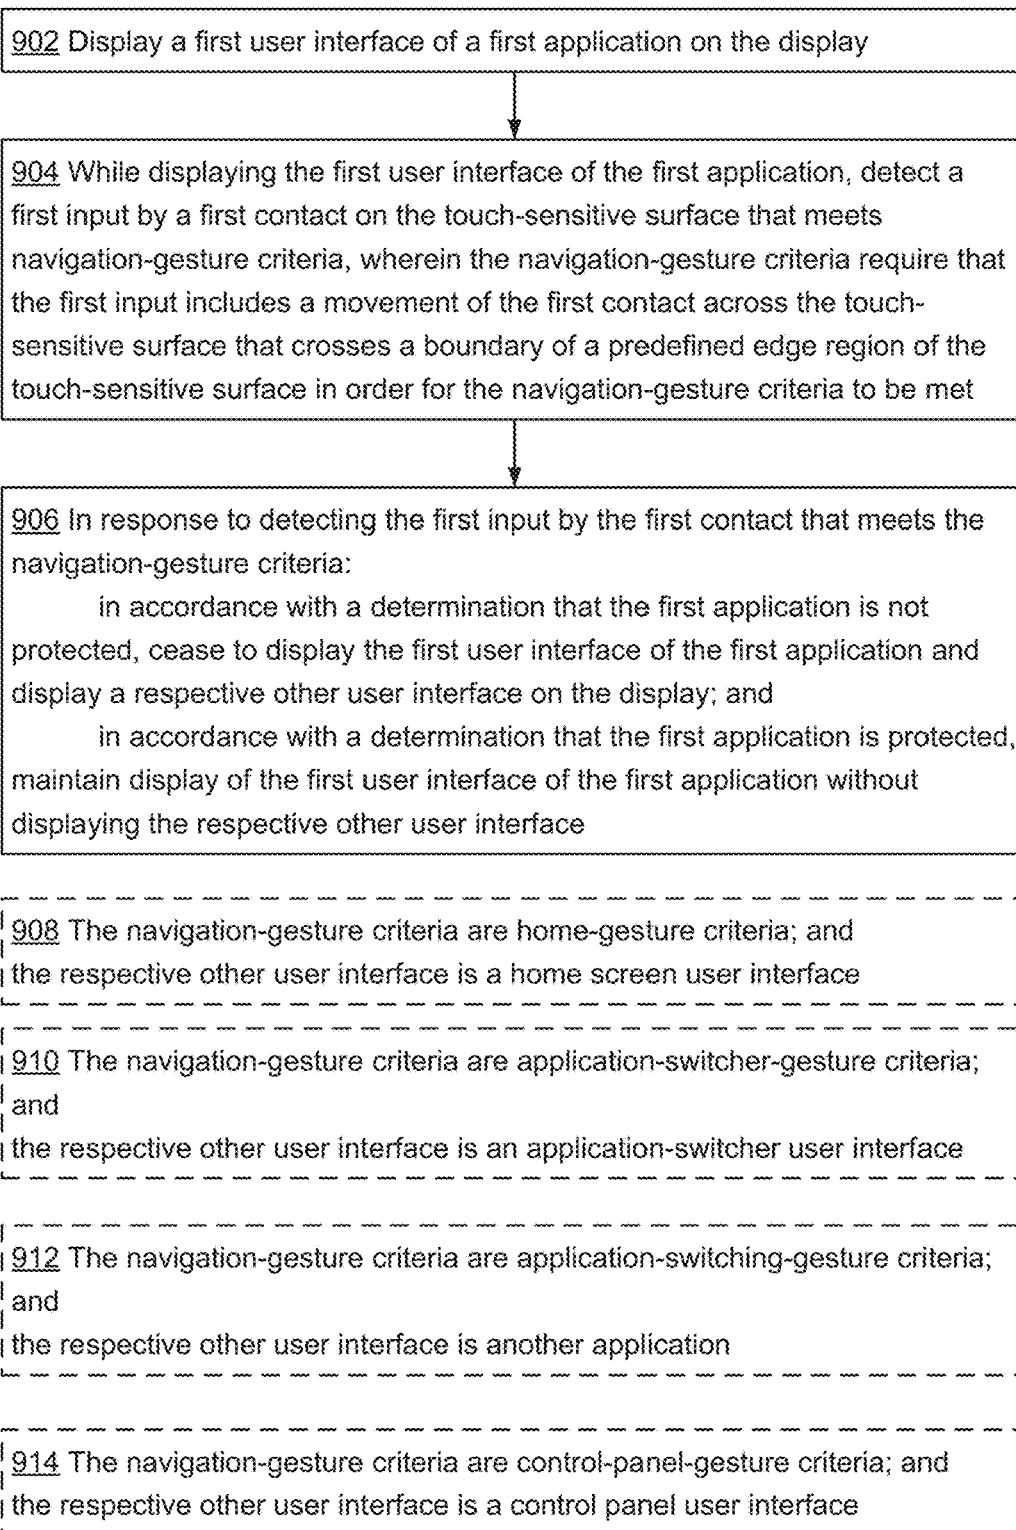 902 Display a first user interface of a first application on the display
904 While displaying the first user interface of the first application, detect a
first input by a first contact on the touch-sensitive surface that meets
navigation-gesture criteria, wherein the navigation-gesture criteria require that
the first input includes a movement of the first contact across the touch-
sensitive surface that crosses a boundary of a predefined edge region of the
touch-sensitive surface in order for the navigation-gesture criteria to be met
906 In response to detecting the first input by the first contact that meets the
navigation-gesture criteria:
in accordance with a determination that the first application is not
protected, cease to display the first user interface of the first application and
display a respective other user interface on the display; and
in accordance with a determination that the first application is protected,
maintain display of the first user interface of the first application without
displaying the respective other user interface
908 The navigation-gesture criteria are home-gesture criteria; and
the respective other user interface is a home screen user interface
910 The navigation-gesture criteria are application-switcher-gesture criteria;
and
the respective other user interface is an application-switcher user interface
912 The navigation-gesture criteria are application-switching-gesture criteria;
and
the respective other user interface is another application
914 The navigation-gesture criteria are control-panel-gesture criteria; and
the respective other user interface is a control panel user interface